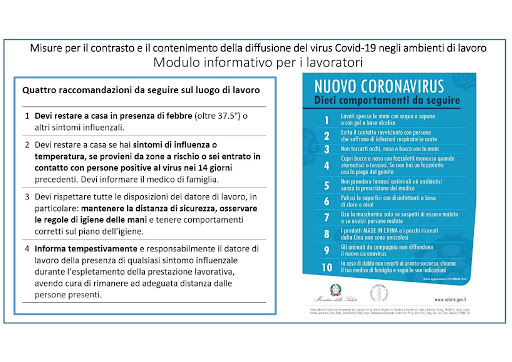 Misure per il contrasto e il contenimento della diffusione del virus Covid-19 negli ambienti di lavoro
Modulo informativo per i lavoratori
Quattro raccomandazioni da seguire sul luogo di lavoro
1 Devi restare a casa in presenza di febbre (oltre 37.5°) o
altri sintomi influenzali.
2 Devi restare a casa se hai sintomi di influenza o
temperatura, se provieni da zone a rischio o sei entrato in
contatto con persone positive al virus nei 14 giorni
precedenti. Devi informare il medico di famiglia.
3 Devi rispettare tutte le disposizioni del datore di lavoro, in
particolare: mantenere la distanza di sicurezza, osservare
le regole di igiene delle mani e tenere comportamenti
corretti sul piano dell'igiene.
4 Informa tempestivamente e responsabilmente il datore di
lavoro della presenza di qualsiasi sintomo influenzale
durante l'espletamento della prestazione lavorativa,
avendo cura di rimanere ad adeguata distanza dalle
persone presenti.
NUOVO CORONAVIRUS
Dieci comportamenti da seguire
1 Lavati spesso le mani con acqua e sapone
o con gel a base alcolica
2 Evita il contatto ravvicinato con persone
che soffrono di infezioni respiratorie acute
3 Non toccarti occhi, naso e bocca con le mani
4 Copri bocca e naso con fazzoletti monouso quando
starnutisci o tossisci. Se non hai un fazzoletto
usa la piega del gomito
5 Non prendere farmaci antivirali né antibiotici
senza la prescrizione del medico
6 Pulisci le superfici con disinfettanti a base
di cloro o alcol
7 Usa la mascherina solo se sospetti di essere malato
o se assisti persone malate
8 I prodotti MADE IN CHINA e i pacchi ricevuti
dalla Cina non sono pericolosi
9 Gli animali da compagnia non diffondono
il nuovo coronavirus
10 In caso di dubbi non recarti al pronto soccorso, chiama
il tuo medico di famiglia e segui le sue indicazioni
Ministero della Salute
www.salute.gov.it